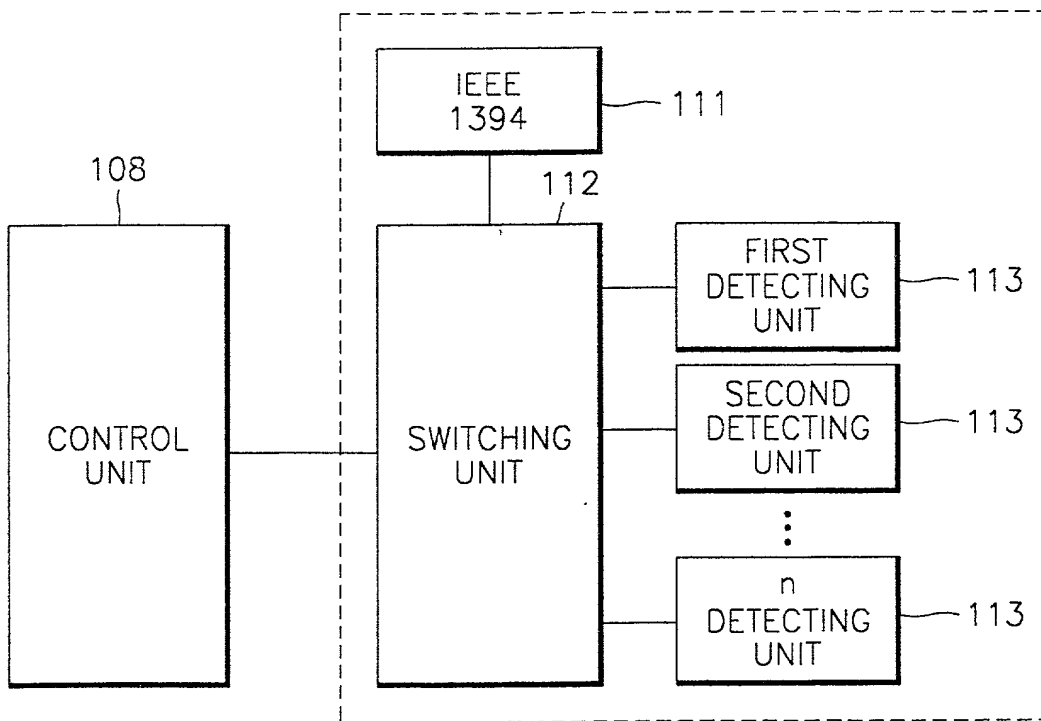 IEEE
1394
111
108
112
CONTROL
UNIT
SWITCHING
UNIT
FIRST
DETECTING
UNIT
113
SECOND
DETECTING
UNIT
113
n
DETECTING
UNIT
113